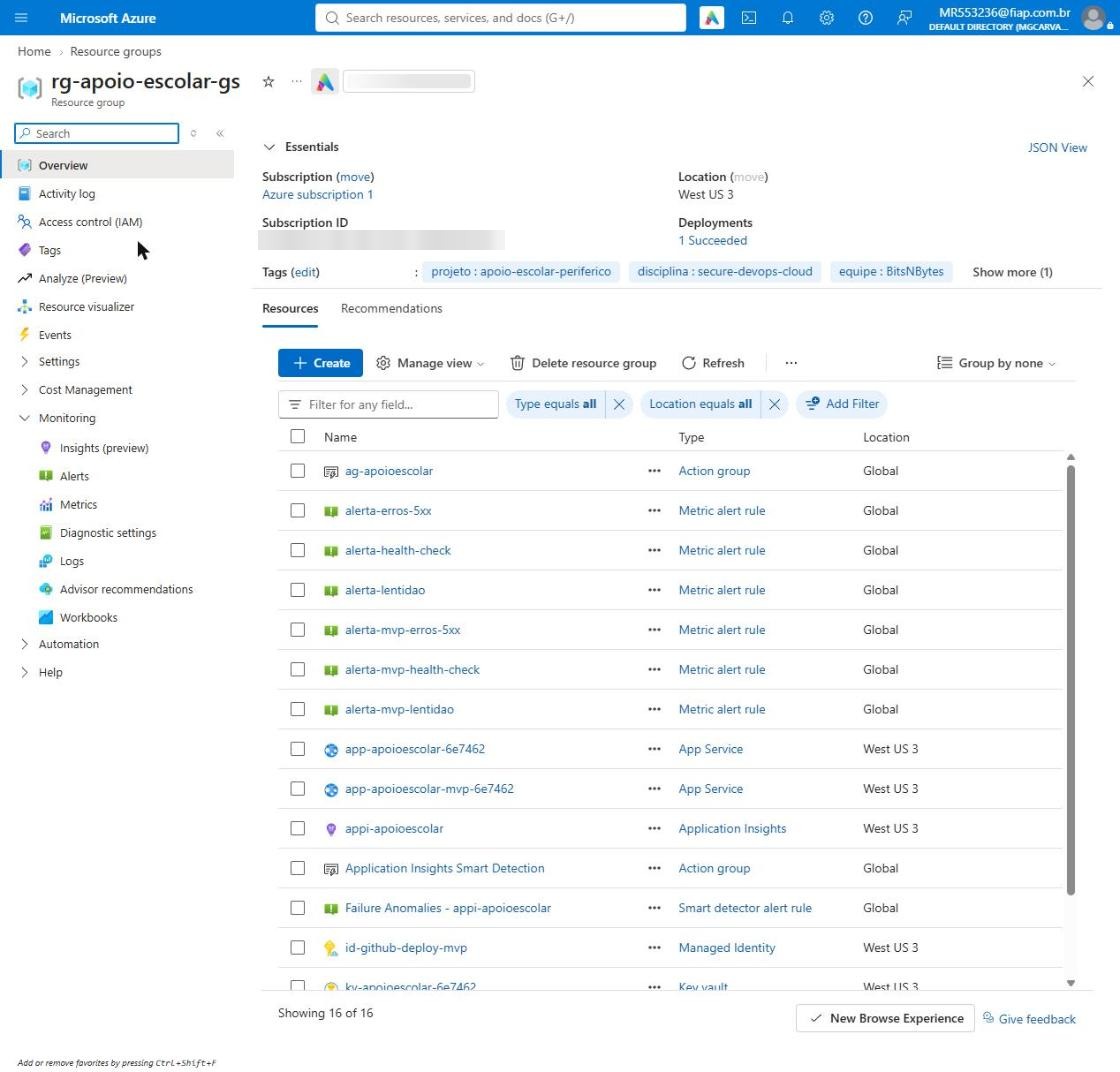 Microsoft Azure
Search resources, services, and docs (G+/)
MR553236@fiap.com.br
DEFAULT DIRECTORY (MGCARVA...
Home > Resource groups
rg-apoio-escolar-gs
Resource group
Search
Overview
Activity log
Access control (IAM)
Tags
Analyze (Preview)
Resource visualizer
Events
Settings
Cost Management
Monitoring
Insights (preview)
Alerts
Metrics
Diagnostic settings
Logs
Advisor recommendations
Workbooks
Automation
Help
Add or remove favorites by pressing Ctrl+Shift+F
Essentials
JSON View
Subscription (move)
Azure subscription 1
Subscription ID
Location (move)
West US 3
Deployments
1 Succeeded
Tags (edit) : projeto : apoio-escolar-periferico disciplina : secure-devops-cloud equipe : BitsNBytes Show more (1)
Resources Recommendations
+ Create Manage view Delete resource group Refresh ... Group by none
Filter for any field... Type equals all Location equals all Add Filter
Name Type Location
ag-apoioescolar ... Action group Global
alerta-erros-5xx ... Metric alert rule Global
alerta-health-check ... Metric alert rule Global
alerta-lentidao ... Metric alert rule Global
alerta-mvp-erros-5xx ... Metric alert rule Global
alerta-mvp-health-check ... Metric alert rule Global
alerta-mvp-lentidao ... Metric alert rule Global
app-apoioescolar-6e7462 ... App Service West US 3
app-apoioescolar-mvp-6e7462 ... App Service West US 3
appi-apoioescolar ... Application Insights West US 3
Application Insights Smart Detection ... Action group Global
Failure Anomalies - appi-apoioescolar ... Smart detector alert rule Global
id-github-deploy-mvp ... Managed Identity West US 3
kv-apoioescolar-6e7462 ... Key vault West US 3
Showing 16 of 16
New Browse Experience
Give feedback